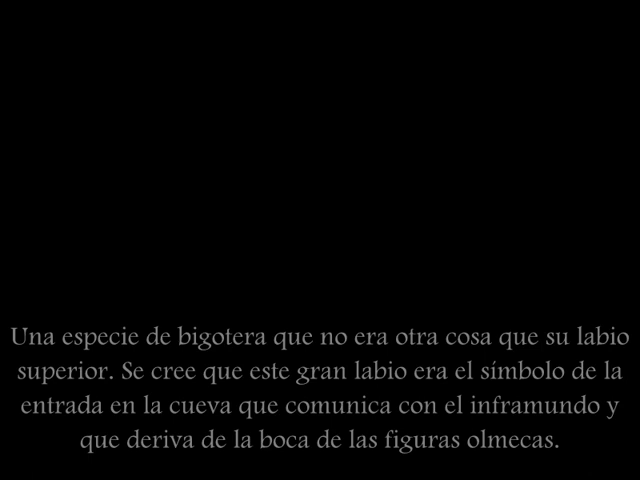 Una especie de bigotera que no era otra cosa que su labio
superior. Se cree que este gran labio era el símbolo de la
entrada en la cueva que comunica con el inframundo y
que deriva de la boca de las figuras olmecas.